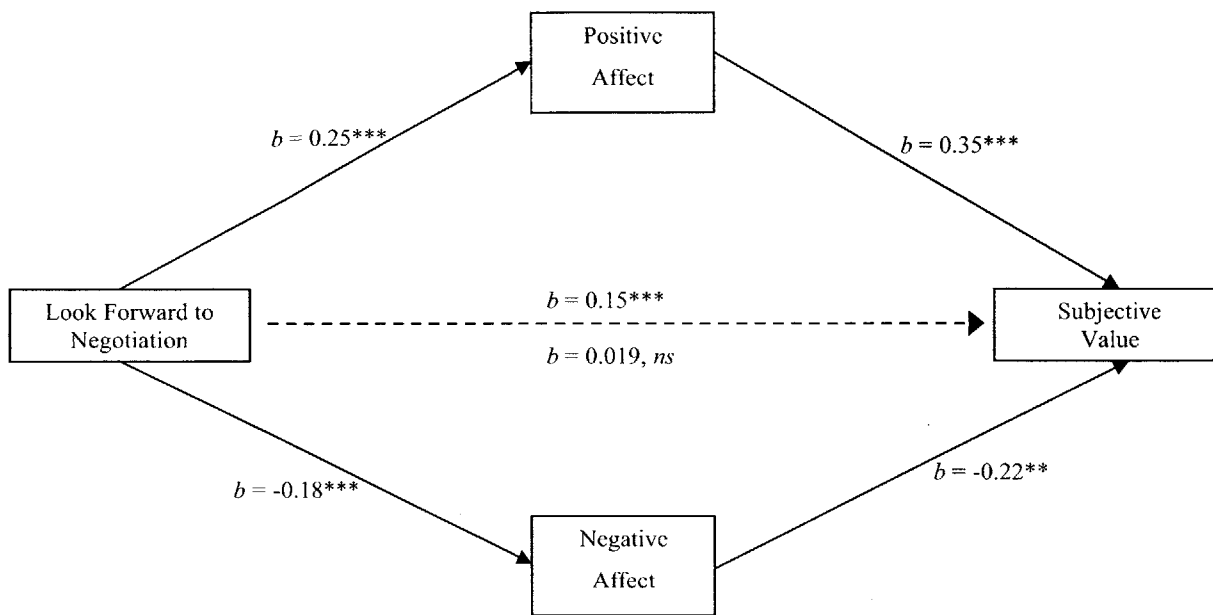 Positive
Affect
b = 0.25***
b = 0.35***
Look Forward to
Negotiation
b = 0.15***
b = 0.019, ns
Subjective
Value
b = -0.18***
b = -0.22**
Negative
Affect